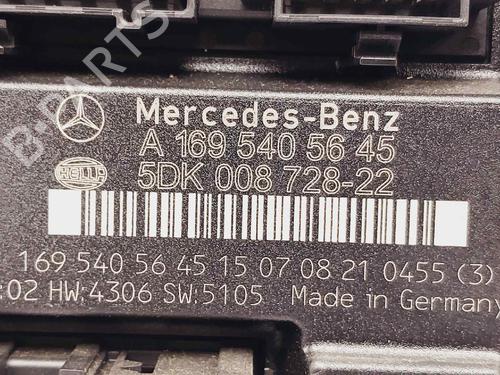 B-PARTS
Mercedes-Benz
A 169 540 56 45
HELLA
5DK 008 728-22
169 540 56 45 15 07 08 21 0455 (3)
:02 HW:4306 SW:5105 Made in Germany